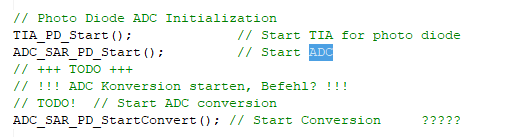 // Photo Diode ADC Initialization
TIA_PD_Start();             // Start TIA for photo diode
ADC_SAR_PD_Start();         // Start ADC
// +++ TODO +++
// !!! ADC Konversion starten, Befehl? !!!
// TODO!  // Start ADC conversion
ADC_SAR_PD_StartConvert(); // Start Conversion     ?????